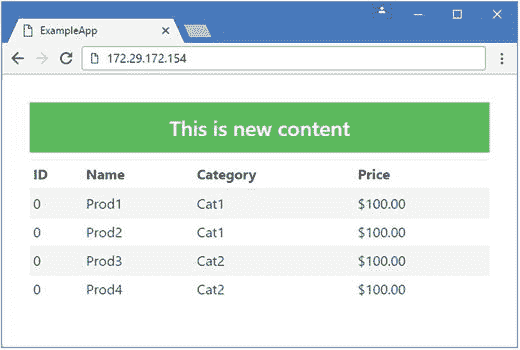 ExampleApp
172.29.172.154
This is new content
ID Name Category Price
0 Prod1 Cat1 $100.00
0 Prod2 Cat1 $100.00
0 Prod3 Cat2 $100.00
0 Prod4 Cat2 $100.00